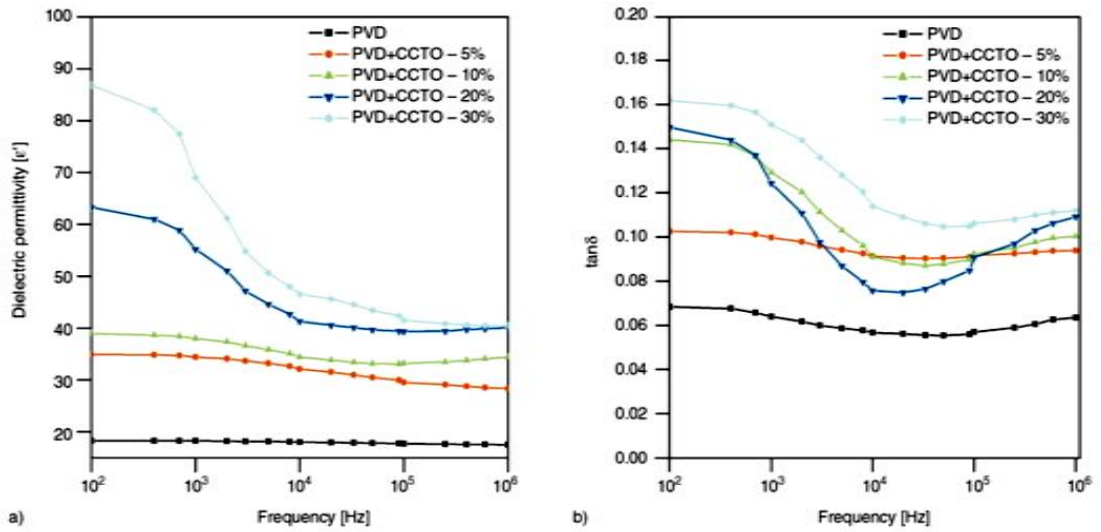 100
90
80
70
60
50
40
30
20
Dielectric permittivity [ε']
PVD
PVD+CCTO – 5%
PVD+CCTO – 10%
PVD+CCTO – 20%
PVD+CCTO – 30%
10² 10³ 10⁴ 10⁵ 10⁶
Frequency [Hz]
a)
0.20
0.18
0.16
0.14
0.12
0.10
0.08
0.06
0.04
0.02
0.00
tanδ
PVD
PVD+CCTO – 5%
PVD+CCTO – 10%
PVD+CCTO – 20%
PVD+CCTO – 30%
10² 10³ 10⁴ 10⁵ 10⁶
Frequency [Hz]
b)